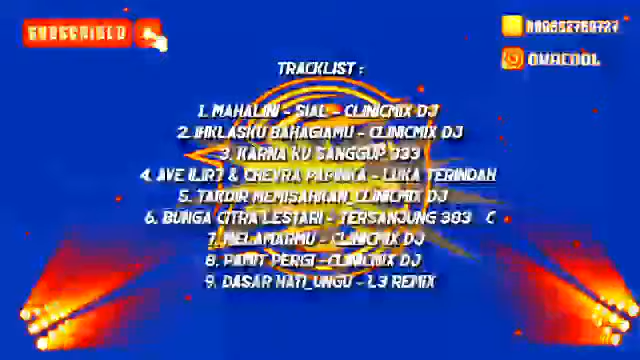 SUBSCRIBED
TRACKLIST :
1. MAHALINI - SIAL - CLINICMIX DJ
2. IHKLASKU BAHAGIAMU - CLINICMIX DJ
3. KARNA KU SANGGUP 333
4. AVE (LIR) & CHEVRA PAPINKA - LUKA TERINDAH
5. TAKDIR MEMISAHKAN_CLINICMIX DJ
6. BUNGA CITRA LESTARI - TERSANJUNG 383 C
7. MELAMARMU - CLINICMIX DJ
8. PAMIT PERGI -CLINICMIX DJ
9. DASAR HATI_UNGU - L3 REMIX